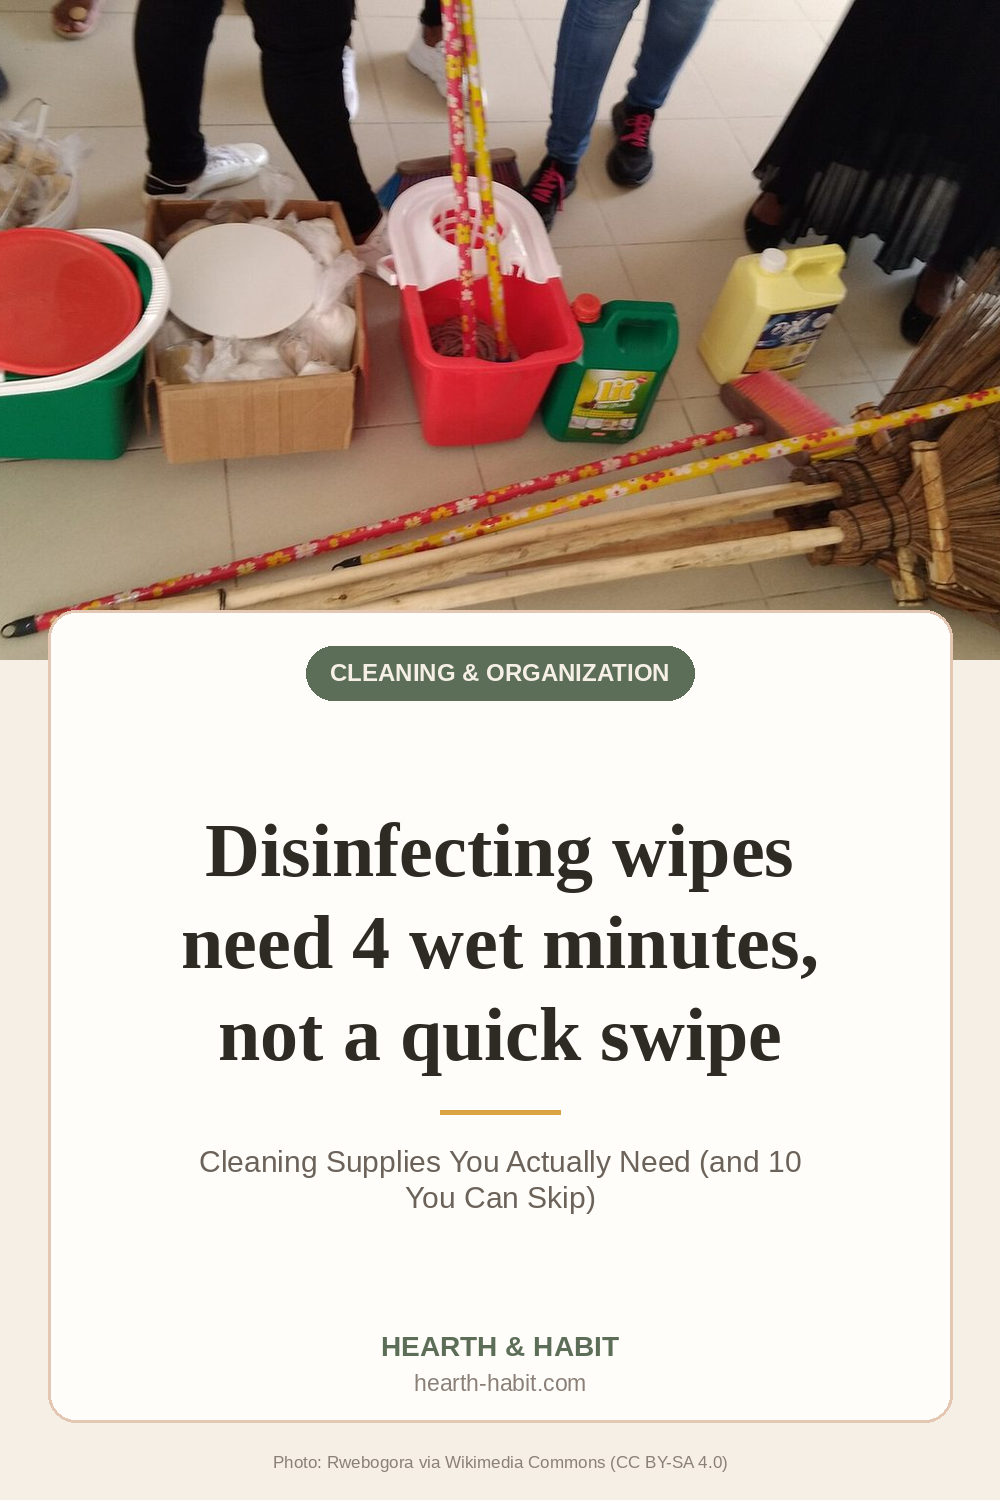 lit
CLEANING & ORGANIZATION
Disinfecting wipes
need 4 wet minutes,
not a quick swipe
Cleaning Supplies You Actually Need (and 10
You Can Skip)
HEARTH & HABIT
hearth-habit.com
Photo: Rwebogora via Wikimedia Commons (CC BY-SA 4.0)